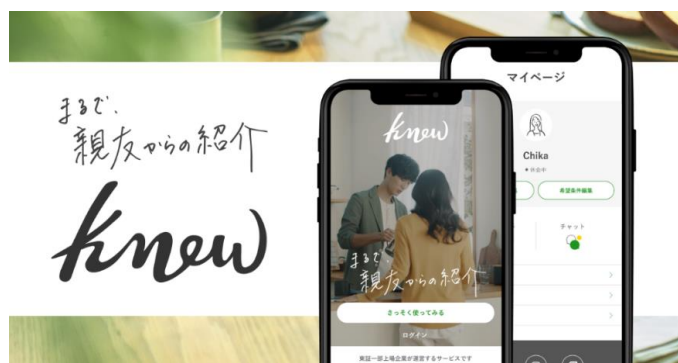 まるで、
親友からの紹介
knew
knew
まるで、
親友からの紹介
さっそく使ってみる
ログイン
東証一部上場企業が運営するサービスです
マイページ
Chika
希望条件編集
チャット